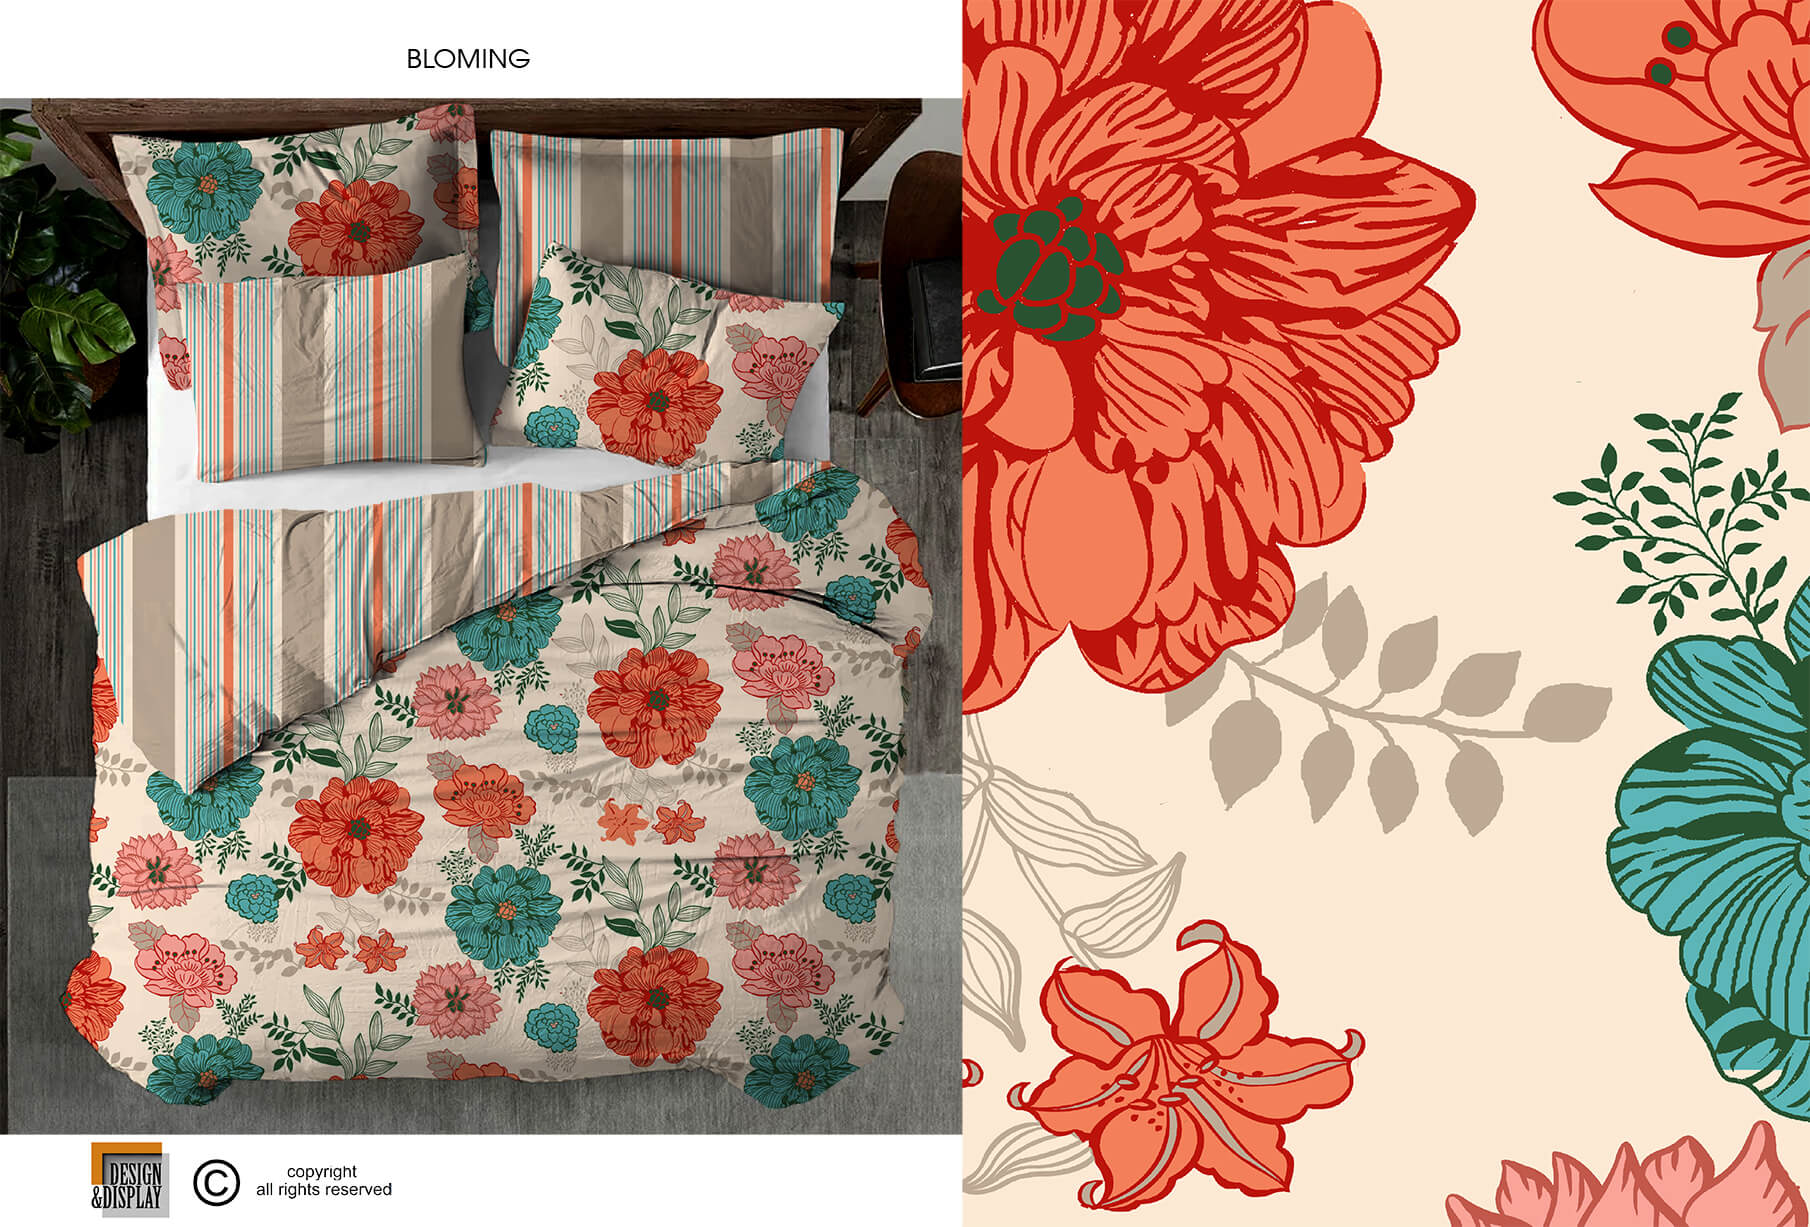 BLOMING
DESIGN
&DISPLAY
©
copyright
all rights reserved